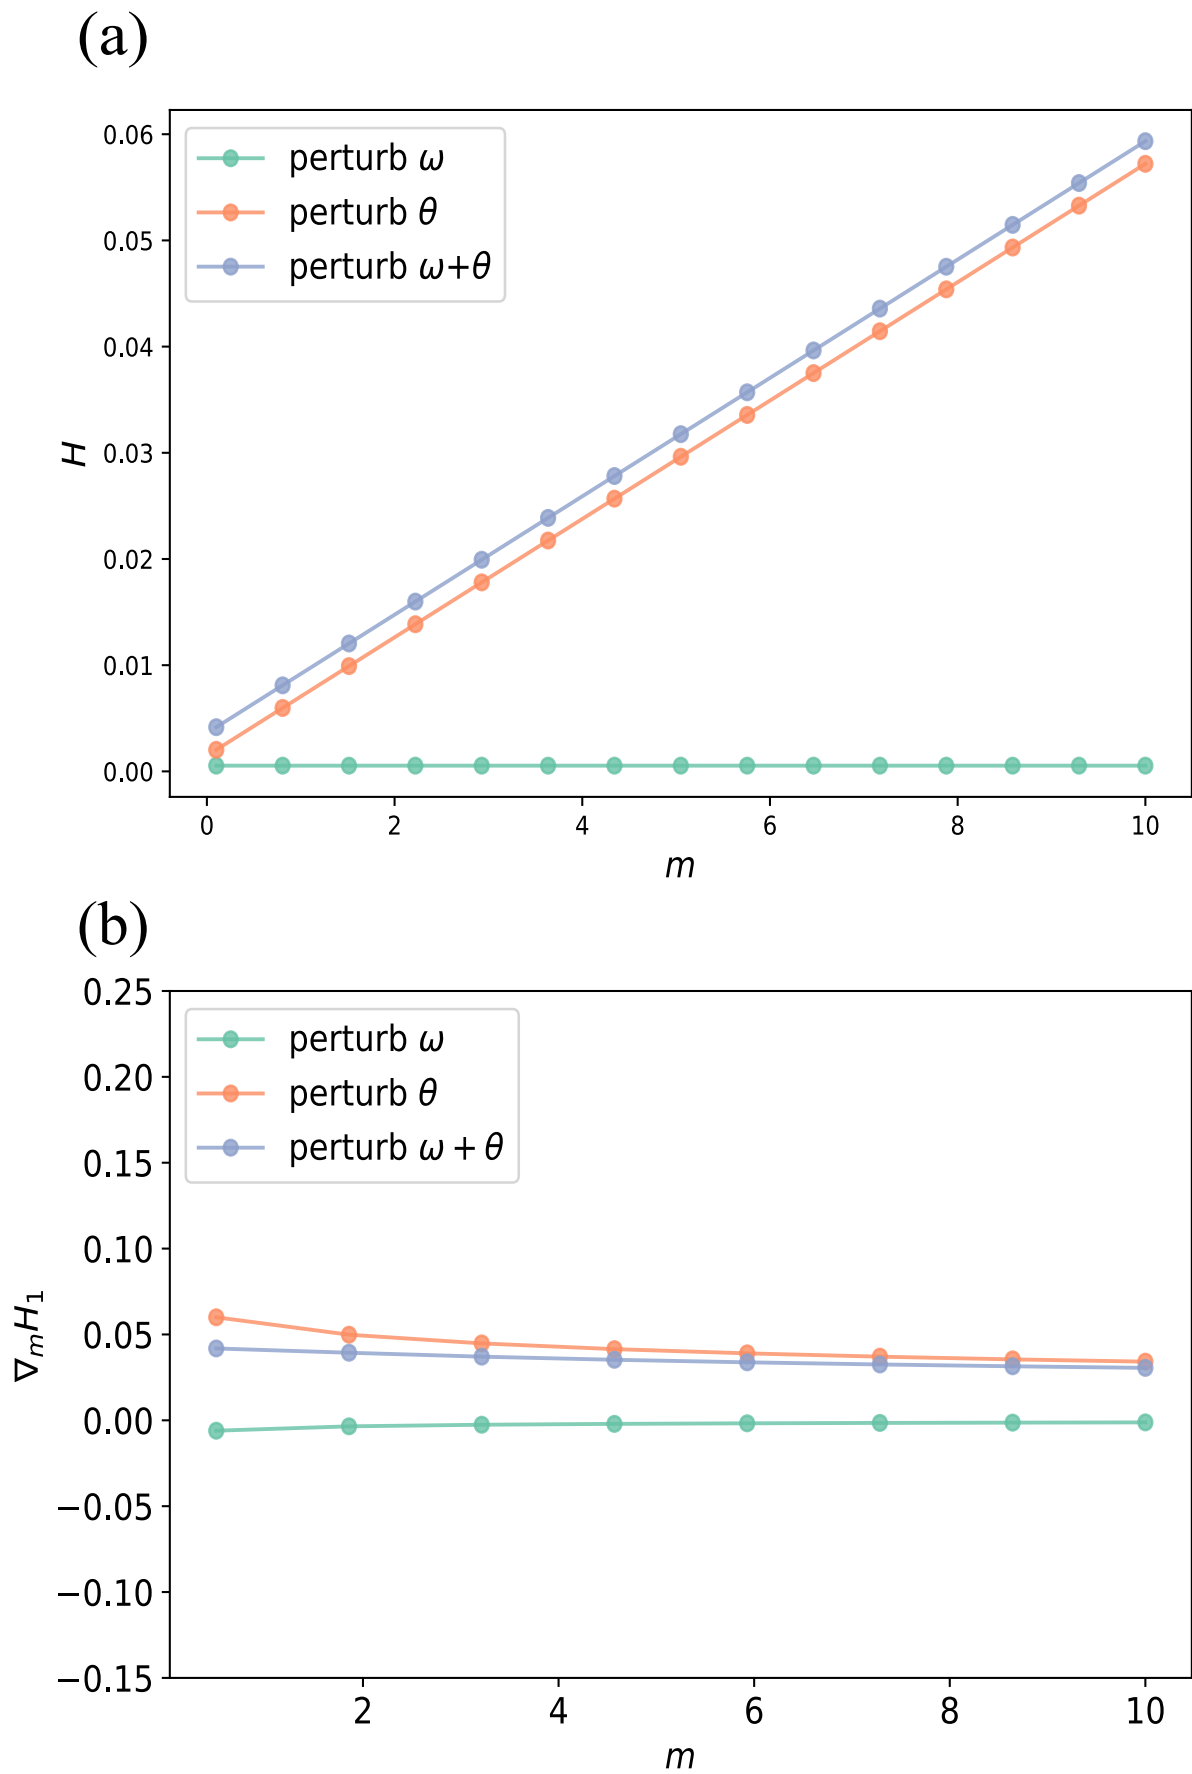 (a)
0.06
0.05
0.04
0.03
0.02
0.01
0.00
H
perturb ω
perturb θ
perturb ω+θ
0 2 4 6 8 10
m
(b)
0.25
0.20
0.15
0.10
0.05
0.00
−0.05
−0.10
−0.15
∇ₘH₁
perturb ω
perturb θ
perturb ω + θ
2 4 6 8 10
m